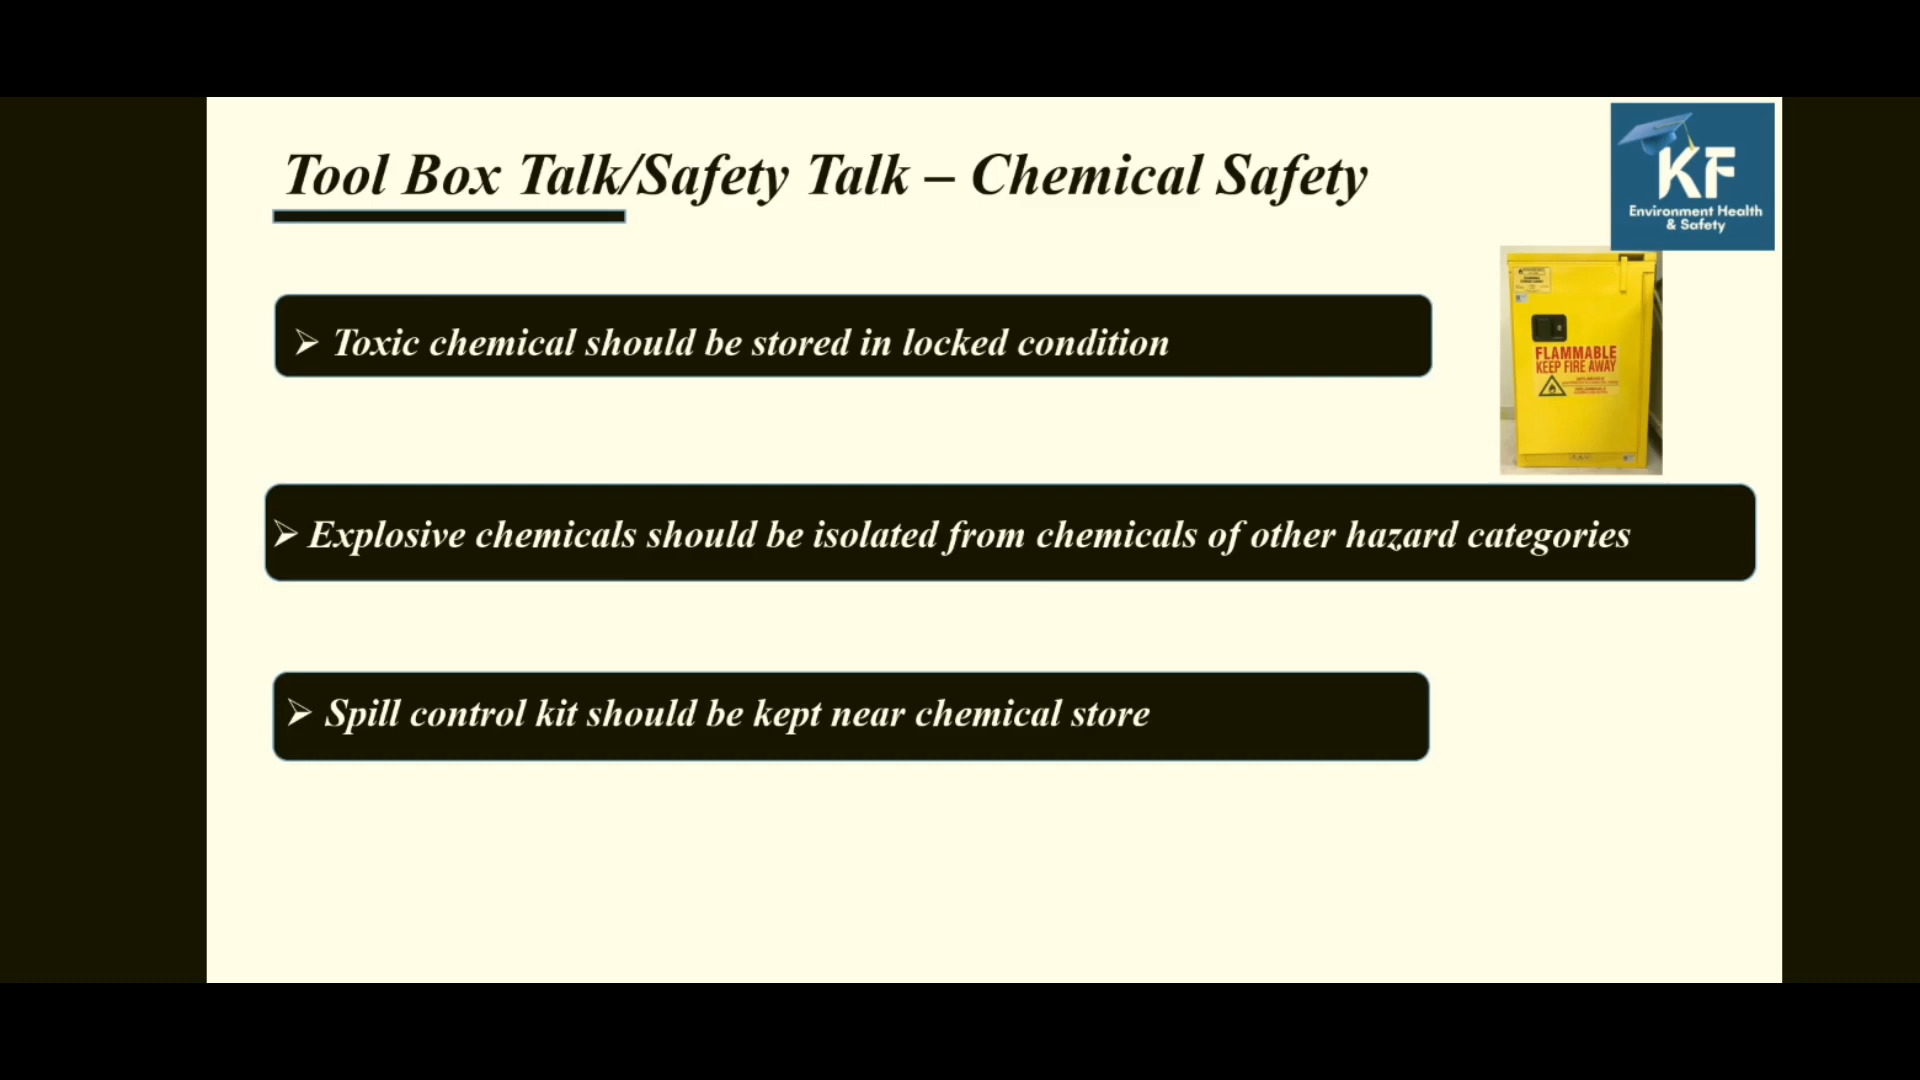 Tool Box Talk/Safety Talk – Chemical Safety
KF
Environment Health
& Safety
➢ Toxic chemical should be stored in locked condition
FLAMMABLE
KEEP FIRE AWAY
➢ Explosive chemicals should be isolated from chemicals of other hazard categories
➢ Spill control kit should be kept near chemical store